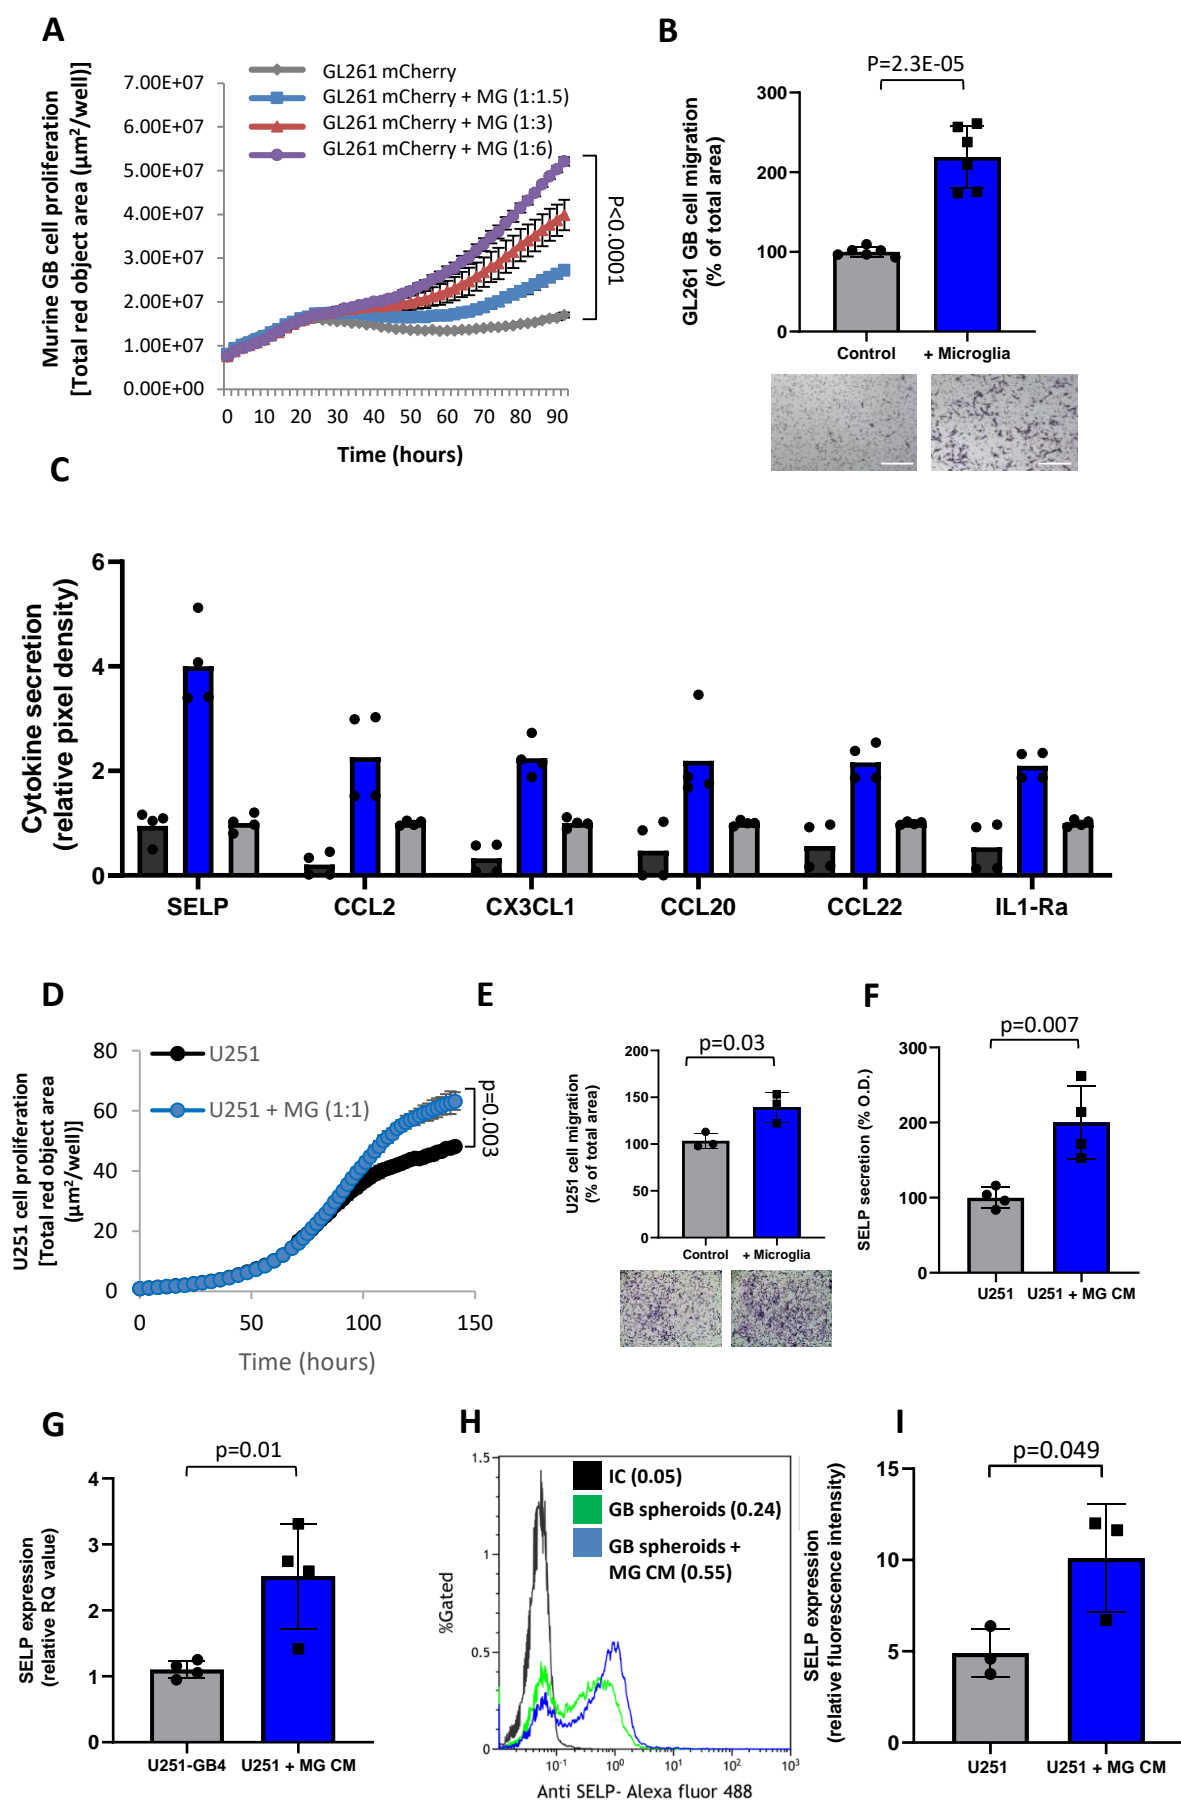 A
Murine GB cell proliferation
[Total red object area (µm²/well)]
7.00E+07
6.00E+07
5.00E+07
4.00E+07
3.00E+07
2.00E+07
1.00E+07
0.00E+00
GL261 mCherry
GL261 mCherry + MG (1:1.5)
GL261 mCherry + MG (1:3)
GL261 mCherry + MG (1:6)
P<0.0001
0 10 20 30 40 50 60 70 80 90
Time (hours)
B
P=2.3E-05
GL261 GB cell migration
(% of total area)
300
200
100
0
Control + Microglia
C
Cytokine secretion
(relative pixel density)
6
4
2
0
SELP CCL2 CX3CL1 CCL20 CCL22 IL1-Ra
D
U251 cell proliferation
[Total red object area
(µm²/well)]
80
60
40
20
0
U251
U251 + MG (1:1)
p=0.003
0 50 100 150
Time (hours)
E
p=0.03
U251 cell migration
(% of total area)
200
150
100
50
0
Control + Microglia
F
p=0.007
SELP secretion (% O.D.)
300
200
100
0
U251 U251 + MG CM
G
p=0.01
SELP expression
(relative RQ value)
4
3
2
1
0
U251-GB4 U251 + MG CM
H
%Gated
1.5
1
0.5
0
IC (0.05)
GB spheroids (0.24)
GB spheroids +
MG CM (0.55)
10⁻¹ 10⁰ 10¹ 10² 10³
Anti SELP- Alexa fluor 488
I
p=0.049
SELP expression
(relative fluorescence intensity)
15
10
5
0
U251 U251 + MG CM